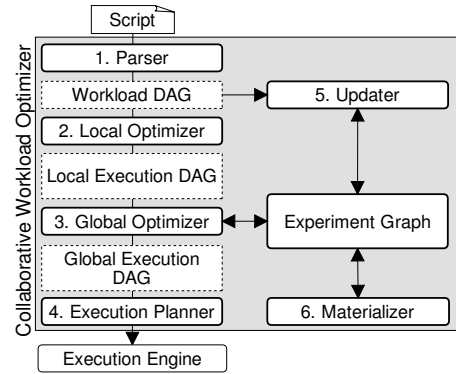 Script
Collaborative Workload Optimizer
1. Parser
Workload DAG
5. Updater
2. Local Optimizer
Local Execution DAG
3. Global Optimizer
Experiment Graph
Global Execution
DAG
4. Execution Planner
6. Materializer
Execution Engine